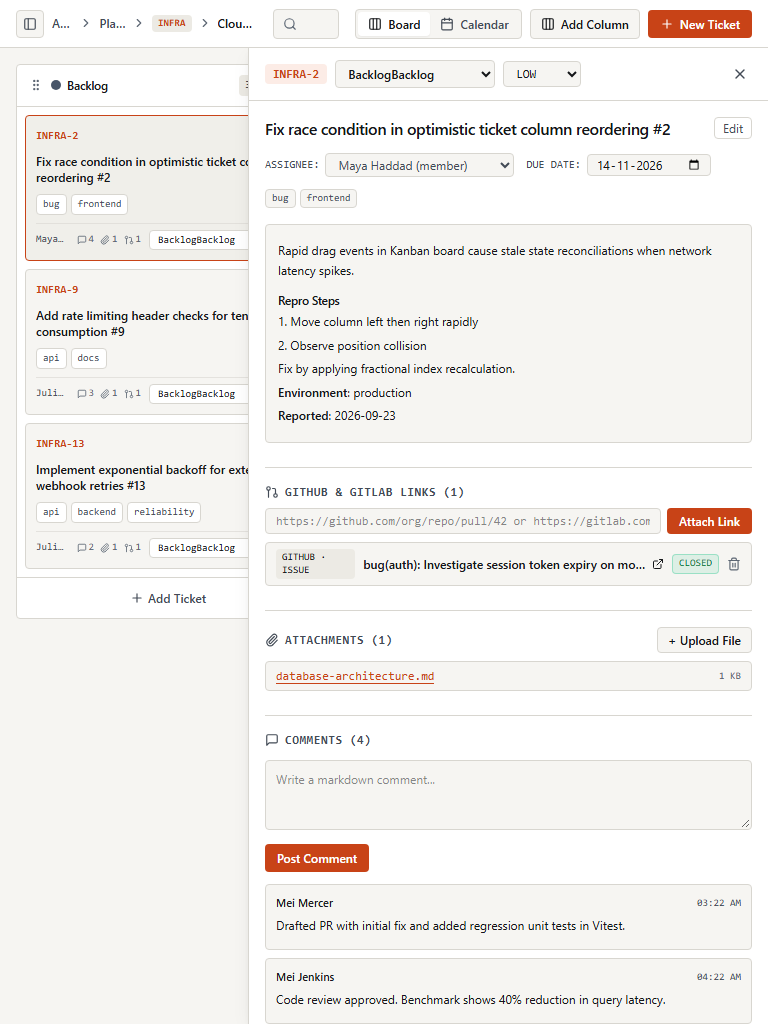 A...
Pla...
INFRA
Clou...
Board
Calendar
Add Column
New Ticket
Backlog
INFRA-2
Fix race condition in optimistic ticket co
reordering #2
bug
frontend
Maya...
4
1
1
BacklogBacklog
INFRA-9
Add rate limiting header checks for ten
consumption #9
api
docs
Juli...
3
1
1
BacklogBacklog
INFRA-13
Implement exponential backoff for exte
webhook retries #13
api
backend
reliability
Juli...
2
1
1
BacklogBacklog
+ Add Ticket
INFRA-2
BacklogBacklog
LOW
Fix race condition in optimistic ticket column reordering #2
Edit
ASSIGNEE:
Maya Haddad (member)
DUE DATE:
14-11-2026
bug
frontend
Rapid drag events in Kanban board cause stale state reconciliations when network
latency spikes.
Repro Steps
1. Move column left then right rapidly
2. Observe position collision
Fix by applying fractional index recalculation.
Environment: production
Reported: 2026-09-23
GITHUB & GITLAB LINKS (1)
https://github.com/org/repo/pull/42 or https://gitlab.com
Attach Link
GITHUB ·
ISSUE
bug(auth): Investigate session token expiry on mo...
CLOSED
ATTACHMENTS (1)
+ Upload File
database-architecture.md
1 KB
COMMENTS (4)
Write a markdown comment...
Post Comment
Mei Mercer
03:22 AM
Drafted PR with initial fix and added regression unit tests in Vitest.
Mei Jenkins
04:22 AM
Code review approved. Benchmark shows 40% reduction in query latency.